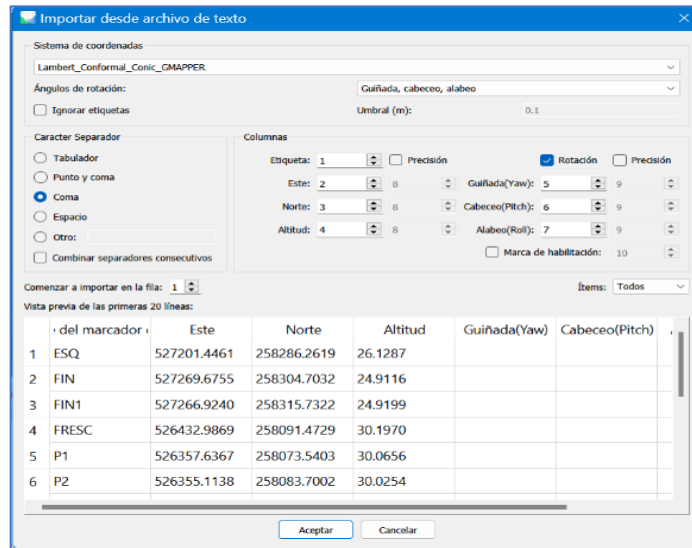 Importar desde archivo de texto
Sistema de coordenadas
Lambert_Conformal_Conic_GMAPPER
Ángulos de rotación: Guiñada, cabeceo, alabeo
Ignorar etiquetas Umbral (m): 0.1
Caracter Separador Columnas
Tabulador Etiqueta: 1 Precisión Rotación Precisión
Punto y coma Este: 2 8 Guiñada(Yaw): 5 9
Coma Norte: 3 8 Cabeceo(Pitch): 6 9
Espacio Altitud: 4 8 Alabeo(Roll): 7 9
Otro: Marca de habilitación: 10
Combinar separadores consecutivos
Comenzar a importar en la fila: 1 Ítems: Todos
Vista previa de las primeras 20 líneas:
del marcador Este Norte Altitud Guiñada(Yaw) Cabeceo(Pitch)
1 ESQ 527201.4461 258286.2619 26.1287
2 FIN 527269.6755 258304.7032 24.9116
3 FIN1 527266.9240 258315.7322 24.9199
4 FRESC 526432.9869 258091.4729 30.1970
5 P1 526357.6367 258073.5403 30.0656
6 P2 526355.1138 258083.7002 30.0254
Aceptar Cancelar